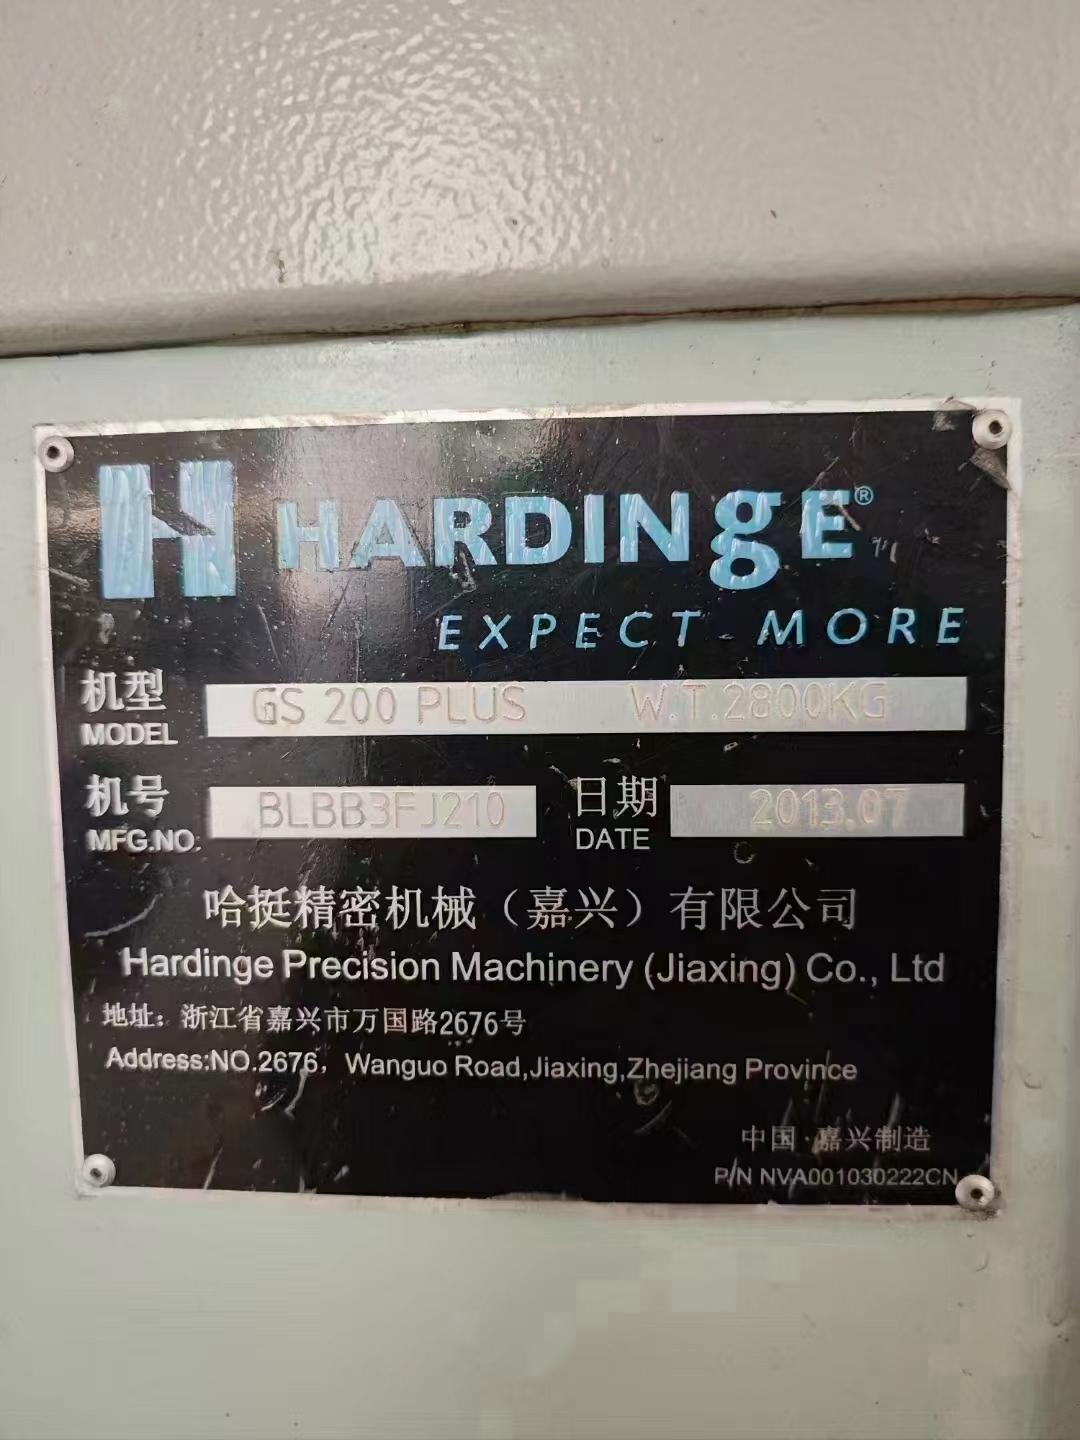 H HARDINgE®
EXPECT MORE
机型 MODEL GS 200 PLUS W.T.2800KG
机号 MFG.NO. BLBB3FJ210 日期 DATE 2013.07
哈挺精密机械（嘉兴）有限公司
Hardinge Precision Machinery (Jiaxing) Co., Ltd
地址：浙江省嘉兴市万国路2676号
Address:NO.2676，Wanguo Road,Jiaxing,Zhejiang Province
中国·嘉兴制造
P/N NVA001030222CN